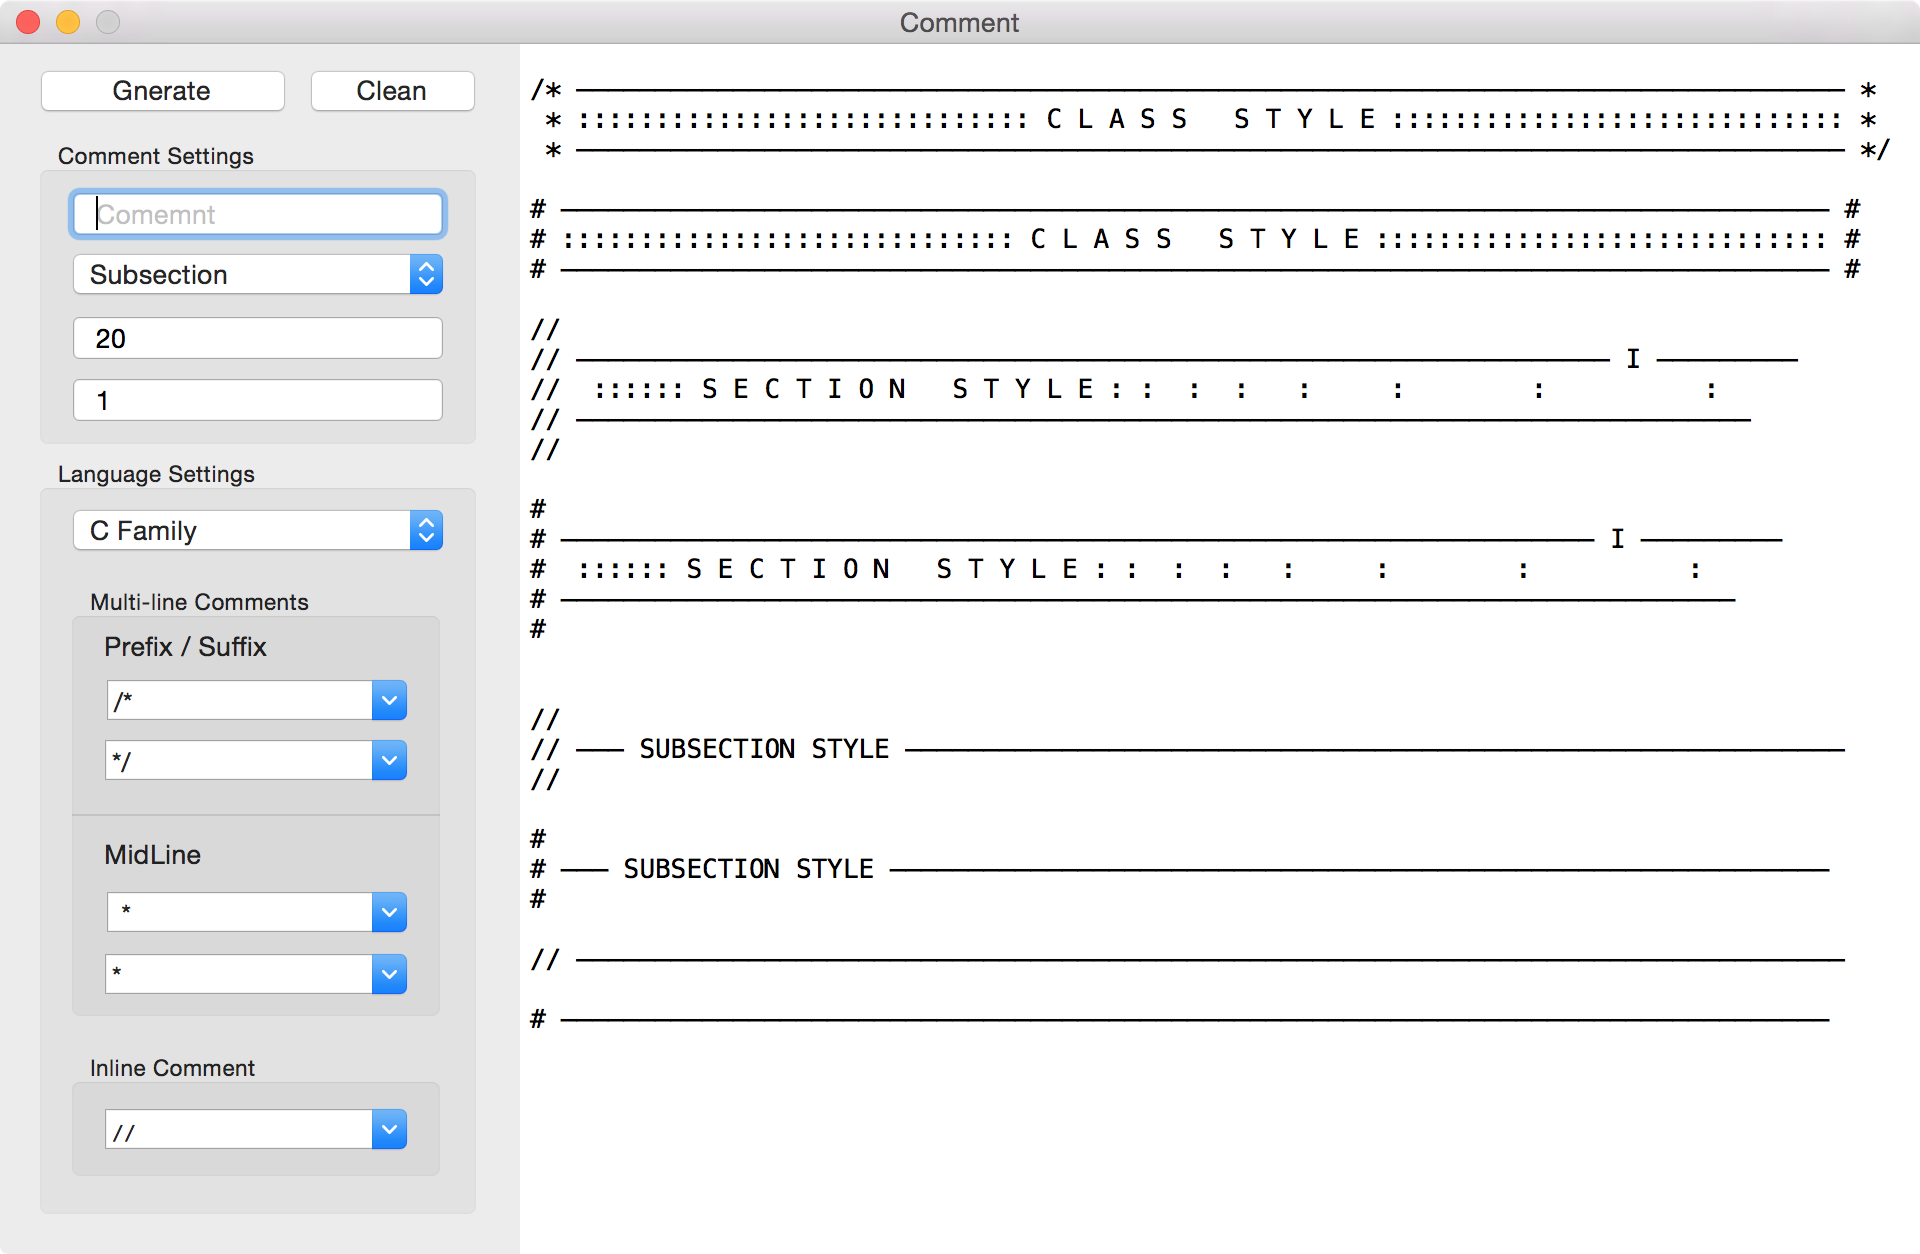 Comment
Gnerate
Clean
Comment Settings
Comemnt
Subsection
20
1
Language Settings
C Family
Multi-line Comments
Prefix / Suffix
/*
*/
MidLine
*
*
Inline Comment
//
/* ───────────────────────────────────────────────────────────────────────────────── *
 * ::::::::::::::::::::::::::::: C L A S S   S T Y L E ::::::::::::::::::::::::::::: *
 * ───────────────────────────────────────────────────────────────────────────────── */
# ───────────────────────────────────────────────────────────────────────────────── #
# ::::::::::::::::::::::::::::: C L A S S   S T Y L E ::::::::::::::::::::::::::::: #
# ───────────────────────────────────────────────────────────────────────────────── #
//
// ────────────────────────────────────────────────────────────────── I ─────────
//  :::::: S E C T I O N   S T Y L E : :  :  :   :     :        :          :
// ───────────────────────────────────────────────────────────────────────────
//
#
# ────────────────────────────────────────────────────────────────── I ─────────
#  :::::: S E C T I O N   S T Y L E : :  :  :   :     :        :          :
# ───────────────────────────────────────────────────────────────────────────
#
//
// ─── SUBSECTION STYLE ────────────────────────────────────────────────────────────
//
#
# ─── SUBSECTION STYLE ────────────────────────────────────────────────────────────
#
// ─────────────────────────────────────────────────────────────────────────────────
# ─────────────────────────────────────────────────────────────────────────────────